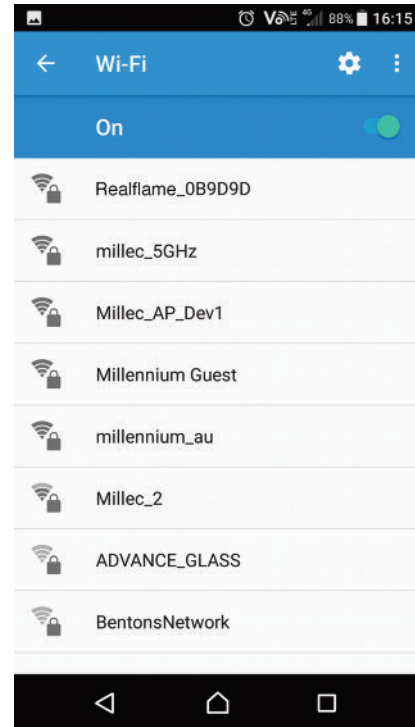 88% 16:15
Wi-Fi
On
Realflame_0B9D9D
millec_5GHz
Millec_AP_Dev1
Millennium Guest
millennium_au
Millec_2
ADVANCE_GLASS
BentonsNetwork